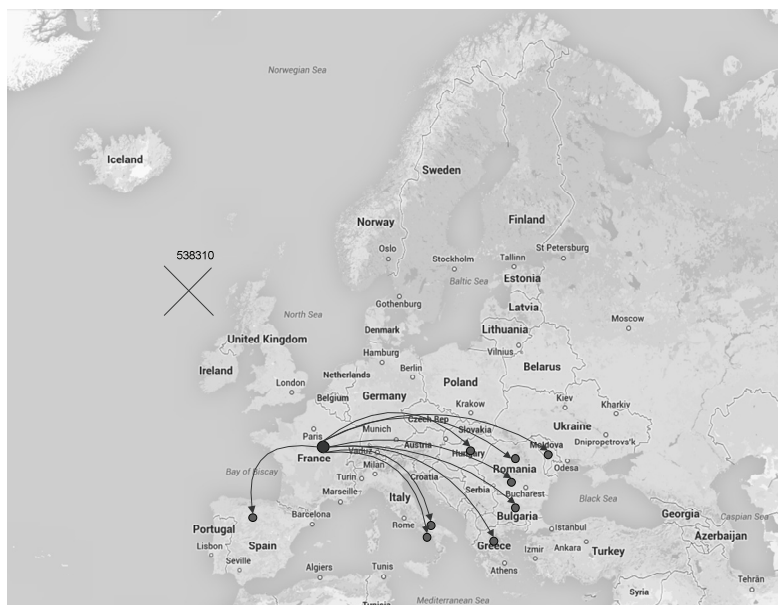 Norwegian Sea
Iceland
Sweden
Norway
Finland
Oslo
St Petersburg
538310
Stockholm
Tallinn
Baltic Sea
Estonia
Gothenburg
Latvia
North Sea
Moscow
Denmark
Lithuania
United Kingdom
Vilnius
Hamburg
Ireland
Belarus
Berlin
Netherlands
London
Poland
Belgium
Germany
Kiev
Kharkiv
Krakow
Czech Rep
Ukraine
Paris
Munich
Slovakia
Dnipropetrovs'k
Austria
Moldova
France
Vaduz
Hungary
Milan
Romania
Odesa
Bay of Biscay
Turin
Croatia
Serbia
Bucharest
Marseille
Italy
Black Sea
Barcelona
Rome
Bulgaria
Georgia
Caspian Sea
Portugal
Istanbul
Azerbaijan
Lisbon
Spain
Greece
Izmir
Ankara
Turkey
Seville
Algiers
Tunis
Athens
Tehrān
Syria
Mediterranean Sea
Tunisia